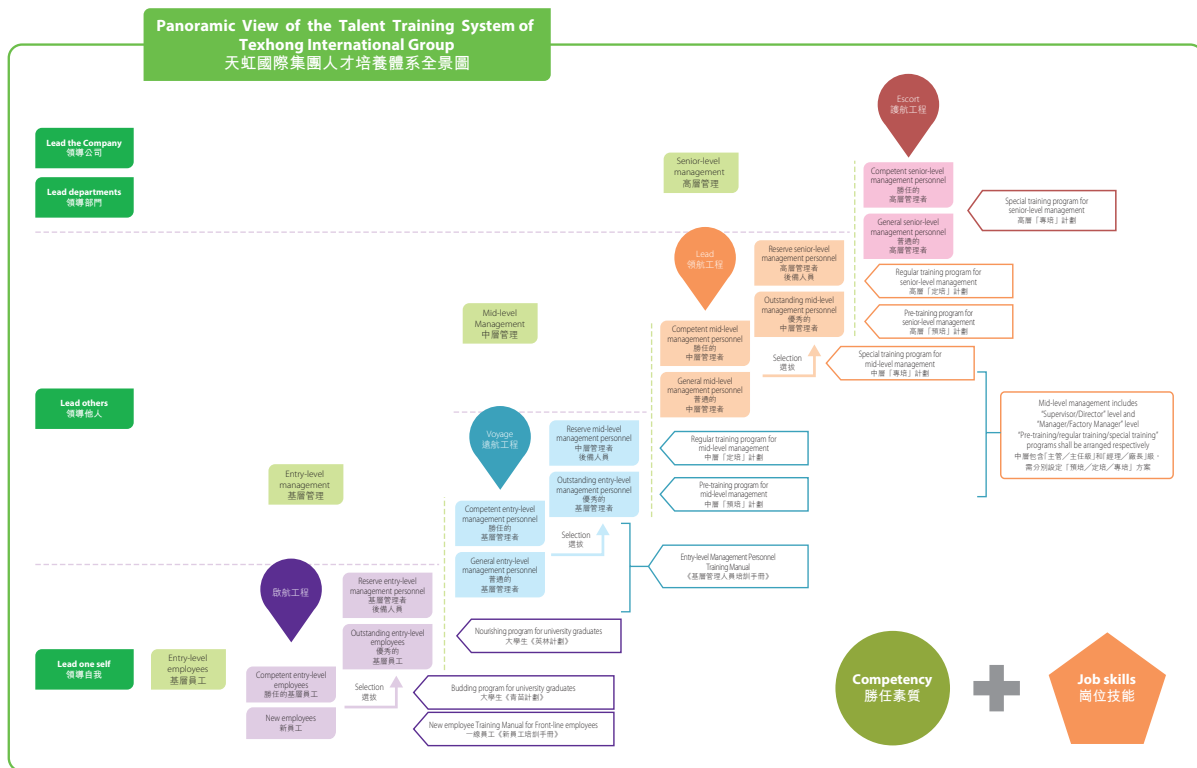 Panoramic View of the Talent Training System of
Texhong International Group
天虹國際集團人才培養體系全景圖
Escort
護航工程
Lead the Company
領導公司
Lead departments
領導部門
Senior-level
management
高層管理
Competent senior-level
management personnel
勝任的
高層管理者
General senior-level
management personnel
普通的
高層管理者
Special training program for
senior-level management
高層「專培」計劃
Lead
領航工程
Reserve senior-level
management personnel
高層管理者
後備人員
Outstanding mid-level
management personnel
優秀的
中層管理者
Regular training program for
senior-level management
高層「定培」計劃
Pre-training program for
senior-level management
高層「預培」計劃
Mid-level
Management
中層管理
Competent mid-level
management personnel
勝任的
中層管理者
General mid-level
management personnel
普通的
中層管理者
Selection
選拔
Special training program for
mid-level management
中層「專培」計劃
Mid-level management includes
"Supervisor/Director" level and
"Manager/Factory Manager" level
"Pre-training/regular training/special training"
programs shall be arranged respectively
中層包含「主管／主任級」和「經理／廠長」級，
需分別設定「預培／定培／專培」方案
Lead others
領導他人
Voyage
遠航工程
Reserve mid-level
management personnel
中層管理者
後備人員
Outstanding entry-level
management personnel
優秀的
基層管理者
Regular training program for
mid-level management
中層「定培」計劃
Pre-training program for
mid-level management
中層「預培」計劃
Entry-level
management
基層管理
Competent entry-level
management personnel
勝任的
基層管理者
General entry-level
management personnel
普通的
基層管理者
Selection
選拔
Entry-level Management Personnel
Training Manual
《基層管理人員培訓手冊》
啟航工程
Reserve entry-level
management personnel
基層管理者
後備人員
Outstanding entry-level
employees
優秀的
基層員工
Nourishing program for university graduates
大學生《英林計劃》
Lead one self
領導自我
Entry-level
employees
基層員工
Competent entry-level
employees
勝任的基層員工
New employees
新員工
Selection
選拔
Budding program for university graduates
大學生《青苗計劃》
New employee Training Manual for Front-line employees
一線員工《新員工培訓手冊》
Competency
勝任素質
Job skills
崗位技能